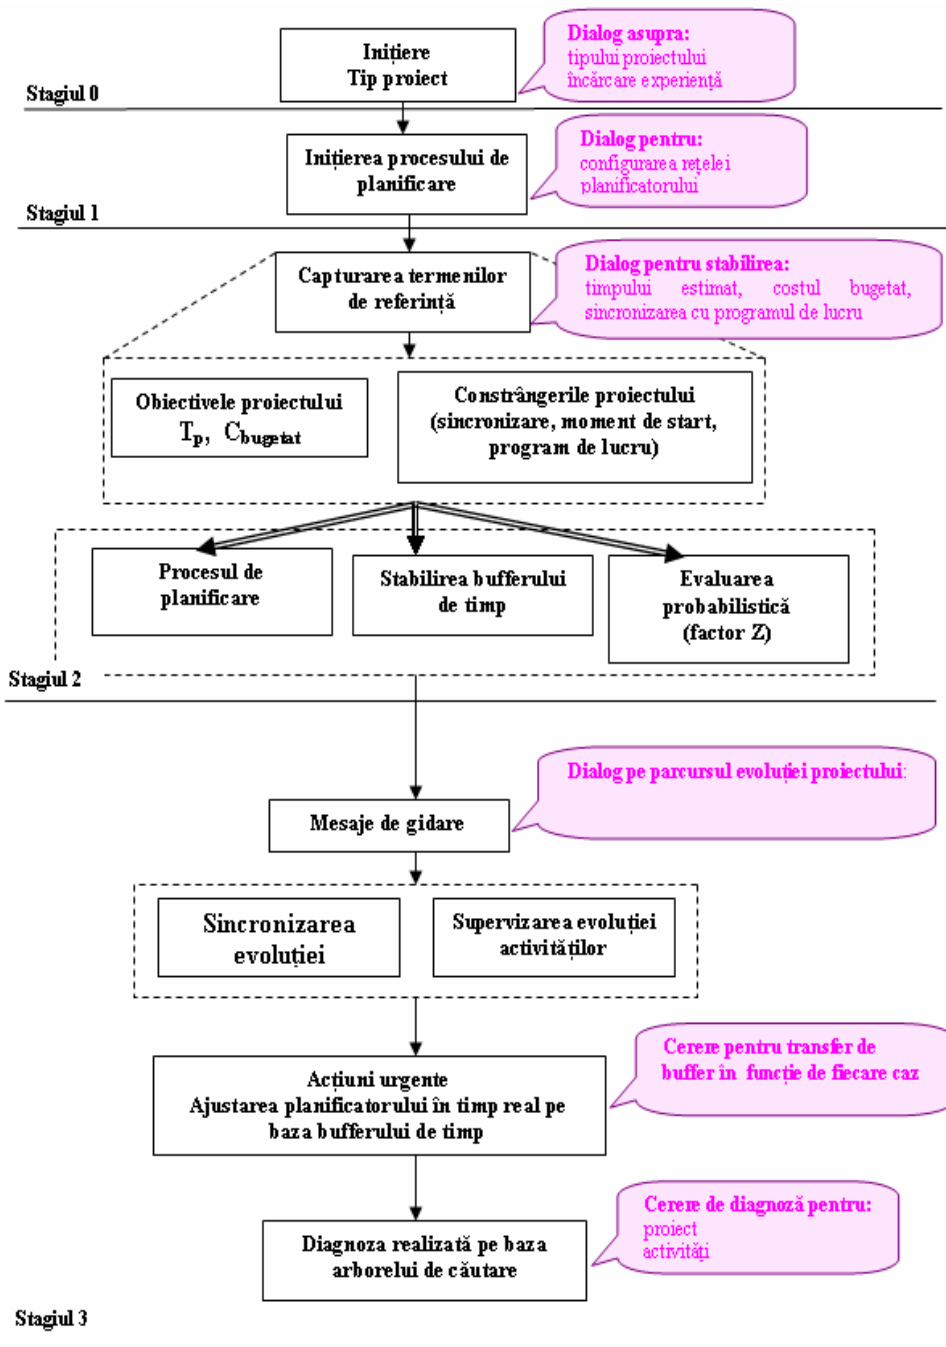 Inițiere
Tip proiect
Dialog asupra:
tipului proiectului
încărcare experiență
Stagiul 0
Inițierea procesului de
planificare
Dialog pentru:
configurarea rețelei
planificatorului
Stagiul 1
Capturarea termenilor
de referință
Dialog pentru stabilirea:
timpului estimat, costul bugetat,
sincronizarea cu programul de lucru
Obiectivele proiectului
Tp, Cbugetat
Constrângerile proiectului
(sincronizare, moment de start,
program de lucru)
Procesul de
planificare
Stabilirea bufferului
de timp
Evaluarea
probabilistică
(factor Z)
Stagiul 2
Dialog pe parcursul evoluției proiectului:
Mesaje de gidare
Sincronizarea
evoluției
Supervizarea evoluției
activităților
Cerere pentru transfer de
buffer în funcție de fiecare caz
Acțiuni urgente
Ajustarea planificatorului în timp real pe
baza bufferului de timp
Cerere de diagnoză pentru:
proiect
activități
Diagnoza realizată pe baza
arborelui de căutare
Stagiul 3